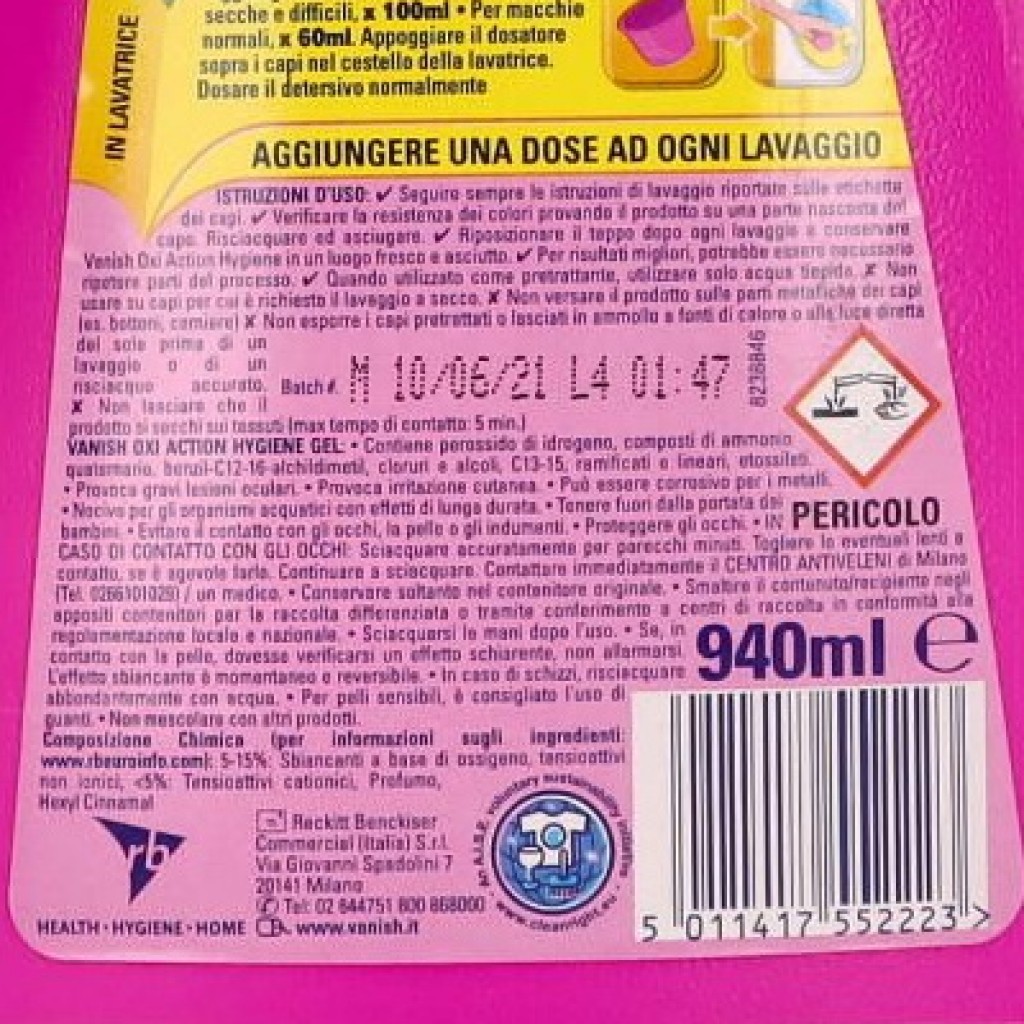 IN LAVATRICE
secche e difficili, x 100ml • Per macchie
normali, x 60ml. Appoggiare il dosatore
sopra i capi nel cestello della lavatrice.
Dosare il detersivo normalmente
AGGIUNGERE UNA DOSE AD OGNI LAVAGGIO
ISTRUZIONI D'USO: ✔ Seguire sempre le istruzioni di lavaggio riportate sulle etichette
dei capi. ✔ Verificare la resistenza dei colori provando il prodotto su una parte nascosta del
capo. Risciacquare ed asciugare. ✔ Riposizionare il tappo dopo ogni lavaggio e conservare
Vanish Oxi Action Hygiene in un luogo fresco e asciutto. ✔ Per risultati migliori, potrebbe essere necessario
ripetere parti del processo. ✔ Quando utilizzato come pretrattante, utilizzare solo acqua tiepida. ✘ Non
usare su capi per cui è richiesto il lavaggio a secco. ✘ Non versare il prodotto sulle parti metalliche dei capi
(es. bottoni, cerniere) ✘ Non esporre i capi pretrattati o lasciati in ammollo a fonti di calore o alla luce diretta
del sole prima di un
lavaggio o di un
risciacquo accurato.
✘ Non lasciare che il
prodotto si secchi sui tessuti (max tempo di contatto: 5 min.)
Batch #. M 10/06/21 L4 01:47
8238846
VANISH OXI ACTION HYGIENE GEL: • Contiene perossido di idrogeno, composti di ammonio
quaternario, benzil-C12-16-alchildimetil, cloruri e alcoli, C13-15, ramificati e lineari, etossilati.
• Provoca gravi lesioni oculari. • Provoca irritazione cutanea. • Può essere corrosivo per i metalli.
• Nocivo per gli organismi acquatici con effetti di lunga durata. • Tenere fuori dalla portata dei
bambini. • Evitare il contatto con gli occhi, la pelle o gli indumenti. • Proteggere gli occhi. • IN
PERICOLO
CASO DI CONTATTO CON GLI OCCHI: Sciacquare accuratamente per parecchi minuti. Togliere le eventuali lenti a
contatto, se è agevole farlo. Continuare a sciacquare. Contattare immediatamente il CENTRO ANTIVELENI di Milano
(Tel. 0266101029) / un medico. • Conservare soltanto nel contenitore originale. • Smaltire il contenuto/recipiente negli
appositi contenitori per la raccolta differenziata o tramite conferimento a centri di raccolta in conformità alla
regolamentazione locale e nazionale. • Sciacquarsi le mani dopo l'uso. • Se, in
contatto con la pelle, dovesse verificarsi un effetto schiarente, non allarmarsi.
L'effetto sbiancante è momentaneo e reversibile. • In caso di schizzi, risciacquare
abbondantemente con acqua. • Per pelli sensibili, è consigliato l'uso di
guanti. • Non mescolare con altri prodotti.
940ml e
Composizione Chimica (per informazioni sugli ingredienti:
www.rbeuroinfo.com): 5-15%: Sbiancanti a base di ossigeno, tensioattivi
non ionici, <5%: Tensioattivi cationici, Profumo,
Hexyl Cinnamal
rb
HEALTH • HYGIENE • HOME
Reckitt Benckiser
Commercial (Italia) S.r.l.
Via Giovanni Spadolini 7
20141 Milano
Tel: 02 844751 800 868000
www.vanish.it
An A.I.S.E. voluntary sustainability initiative
www.cleanright.eu
5 011417 552223 >